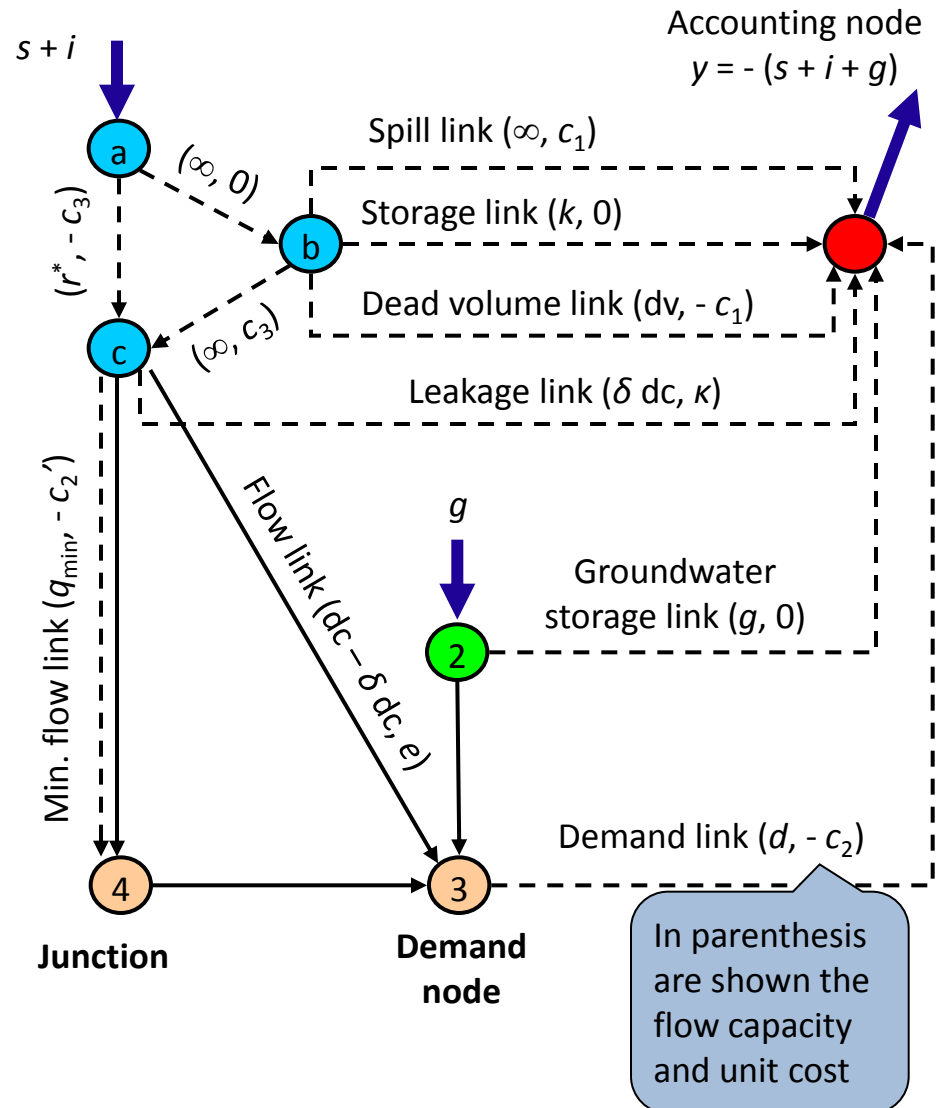 s + i
Accounting node
y = - (s + i + g)
a
Spill link (∞, c₁)
(∞, 0)
Storage link (k, 0)
b
(r*, - c₃)
Dead volume link (dv, - c₁)
(∞, c₃)
c
Leakage link (δ dc, κ)
Flow link (dc – δ dc, e)
g
Groundwater
storage link (g, 0)
2
Min. flow link (q_min, - c₂′)
Demand link (d, - c₂)
4
3
Junction
Demand
node
In parenthesis
are shown the
flow capacity
and unit cost